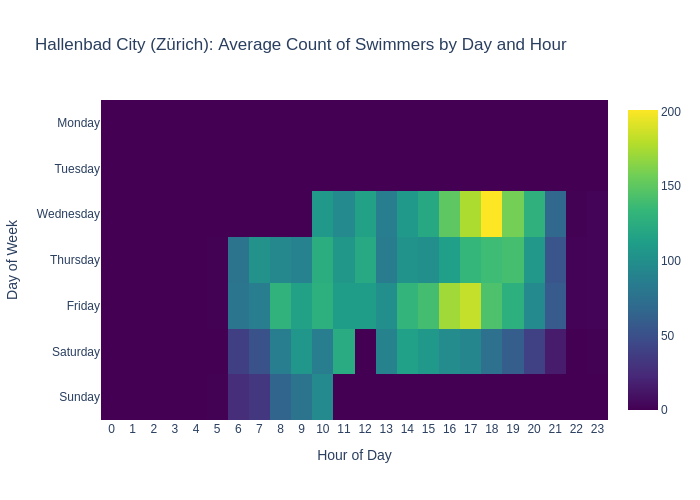 Hallenbad City (Zürich): Average Count of Swimmers by Day and Hour
Day of Week
Monday
Tuesday
Wednesday
Thursday
Friday
Saturday
Sunday
0 1 2 3 4 5 6 7 8 9 10 11 12 13 14 15 16 17 18 19 20 21 22 23
Hour of Day
200
150
100
50
0